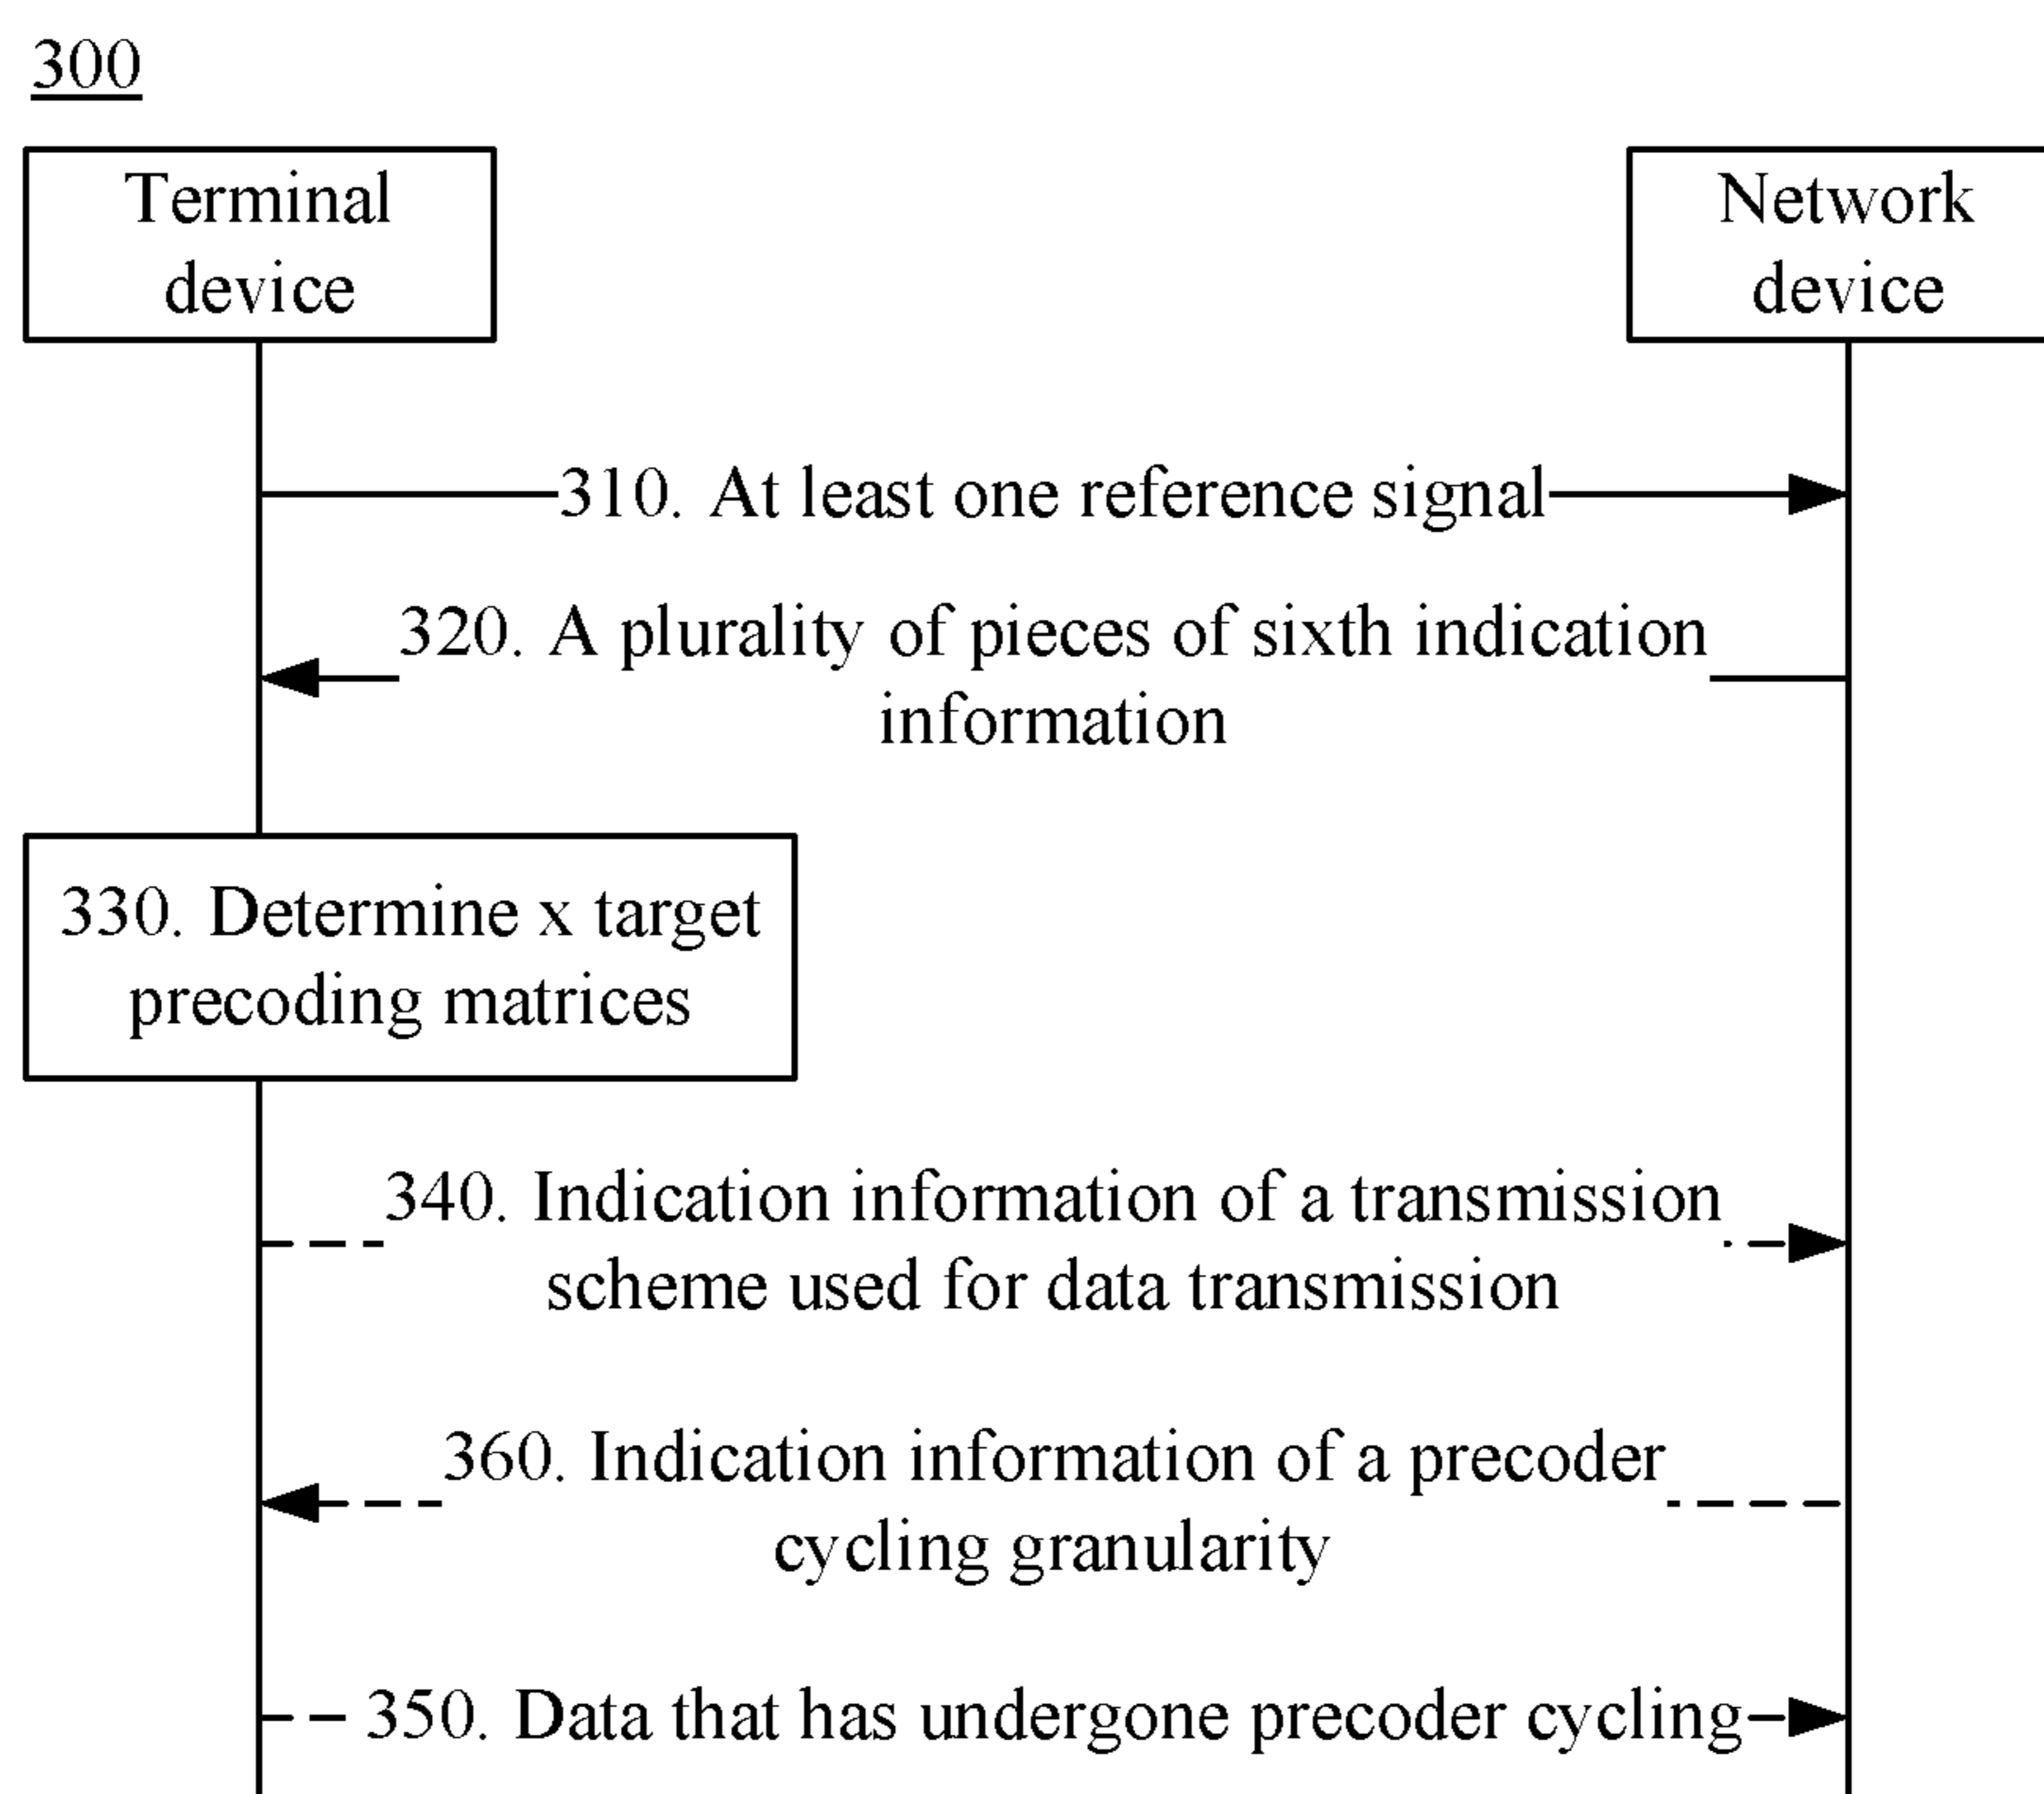 300
Terminal
device
Network
device
310. At least one reference signal
320. A plurality of pieces of sixth indication
information
330. Determine x target
precoding matrices
340. Indication information of a transmission
scheme used for data transmission
360. Indication information of a precoder
cycling granularity
350. Data that has undergone precoder cycling